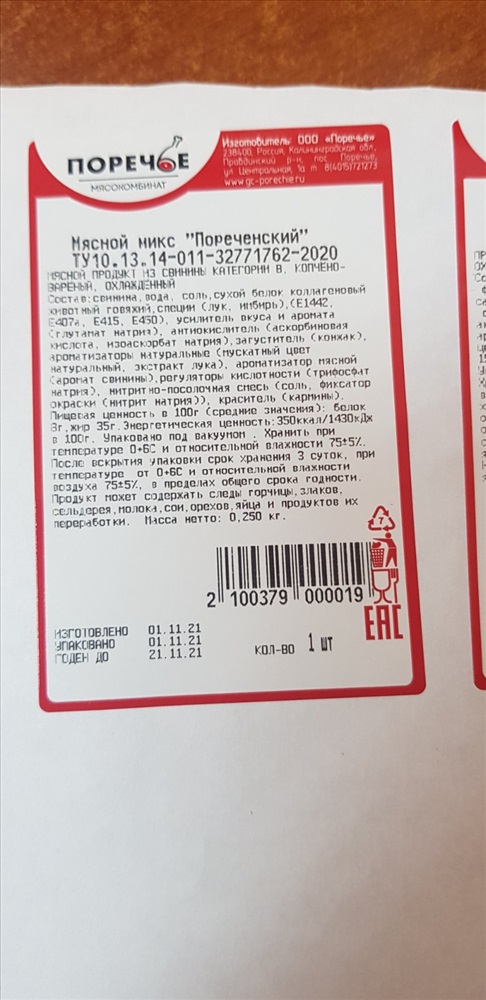 ПОРЕЧЬЕ
МЯСОКОМБИНАТ
Изготовитель: ООО «Поречье»
238400, Россия, Калининградская обл.,
Правдинский р-н, пос. Поречье,
ул. Центральная, 1а т. 8(4015)721273
www.gc-porechie.ru
Мясной микс "Пореченский"
ТУ10.13.14-011-32771762-2020
МЯСНОЙ ПРОДУКТ ИЗ СВИНИНЫ КАТЕГОРИИ В, КОПЧЕНО-
ВАРЕНЫЙ, ОХЛАЖДЕННЫЙ
Состав: свинина, вода, соль, сухой белок коллагеновый
животный говяжий, специи (лук, имбирь), (Е1442,
Е407а, Е415, Е450), усилитель вкуса и аромата
(глутамат натрия), антиокислитель (аскорбиновая
кислота, изоаскорбат натрия), загуститель (конжак),
ароматизаторы натуральные (мускатный цвет
натуральный, экстракт лука), ароматизатор мясной
(аромат свинины), регуляторы кислотности (трифосфат
натрия), нитритно-посолочная смесь (соль, фиксатор
окраски (нитрит натрия)), краситель (кармины).
Пищевая ценность в 100г (средние значения): белок
8г, жир 35г. Энергетическая ценность: 350ккал/1430кДж
в 100г. Упаковано под вакуумом . Хранить при
температуре 0+6С и относительной влажности 75±5%.
После вскрытия упаковки срок хранения 3 суток, при
температуре от 0+6С и относительной влажности
воздуха 75±5%, в пределах общего срока годности.
Продукт может содержать следы горчицы, злаков,
сельдерея, молока, сои, орехов, яйца и продуктов их
переработки. Масса нетто: 0,250 кг.
7
2 100379 000019
EAC
ИЗГОТОВЛЕНО 01.11.21
УПАКОВАНО 01.11.21
ГОДЕН ДО 21.11.21
КОЛ-ВО 1 шт